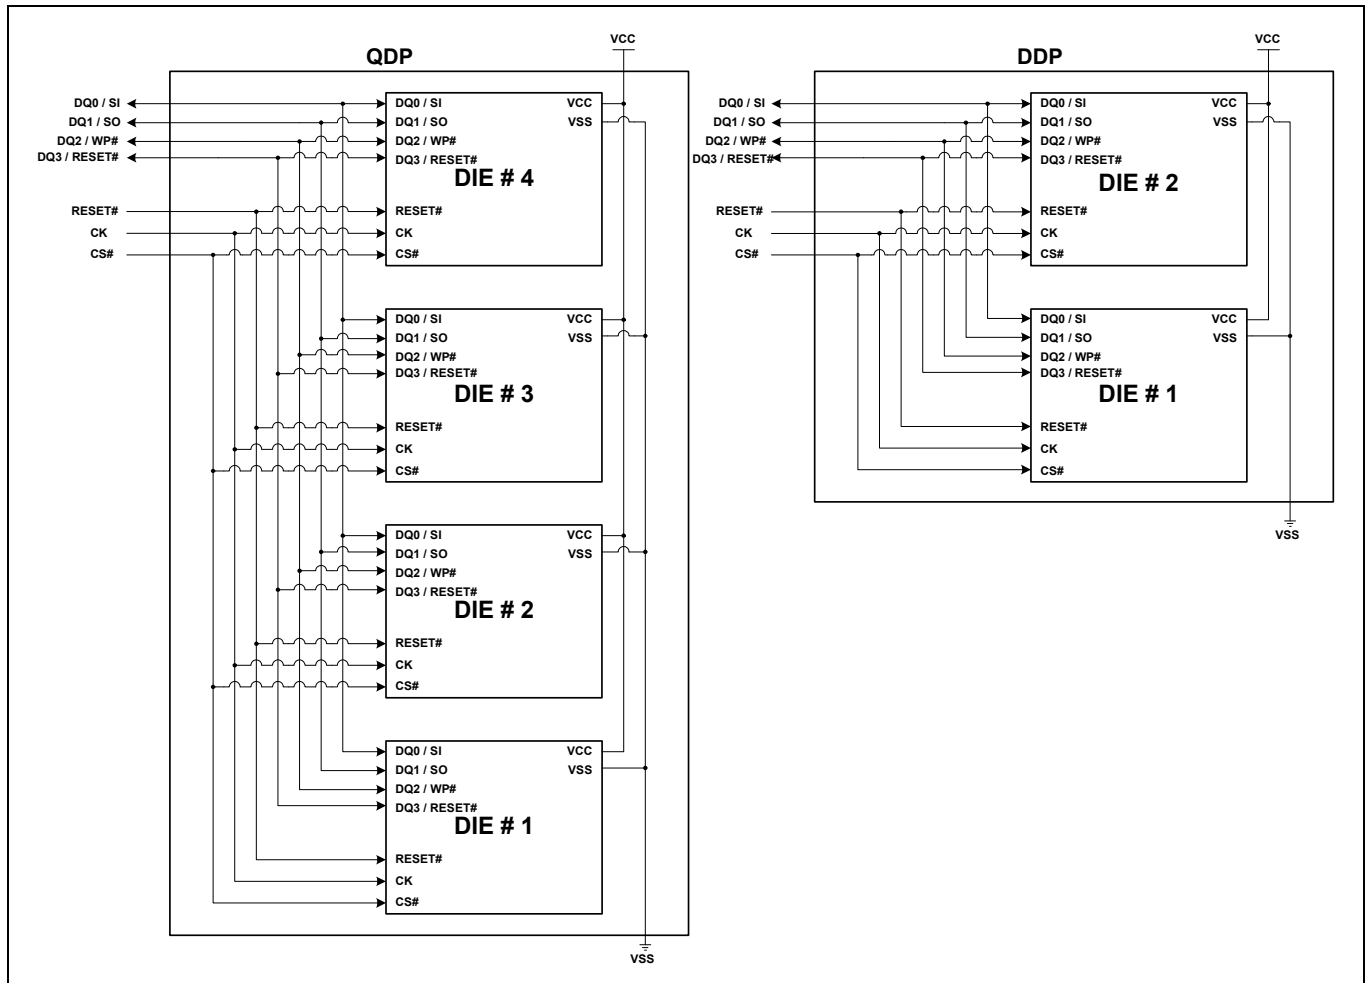 QDP
VCC
DQ0 / SI
DQ1 / SO
DQ2 / WP#
DQ3 / RESET#
RESET#
CK
CS#
DQ0 / SI
DQ1 / SO
DQ2 / WP#
DQ3 / RESET#
DIE # 4
RESET#
CK
CS#
VCC
VSS
DQ0 / SI
DQ1 / SO
DQ2 / WP#
DQ3 / RESET#
DIE # 3
RESET#
CK
CS#
VCC
VSS
DQ0 / SI
DQ1 / SO
DQ2 / WP#
DQ3 / RESET#
DIE # 2
RESET#
CK
CS#
VCC
VSS
DQ0 / SI
DQ1 / SO
DQ2 / WP#
DQ3 / RESET#
DIE # 1
RESET#
CK
CS#
VCC
VSS
VSS
DDP
VCC
DQ0 / SI
DQ1 / SO
DQ2 / WP#
DQ3 / RESET#
RESET#
CK
CS#
DQ0 / SI
DQ1 / SO
DQ2 / WP#
DQ3 / RESET#
DIE # 2
RESET#
CK
CS#
VCC
VSS
DQ0 / SI
DQ1 / SO
DQ2 / WP#
DQ3 / RESET#
DIE # 1
RESET#
CK
CS#
VCC
VSS
VSS